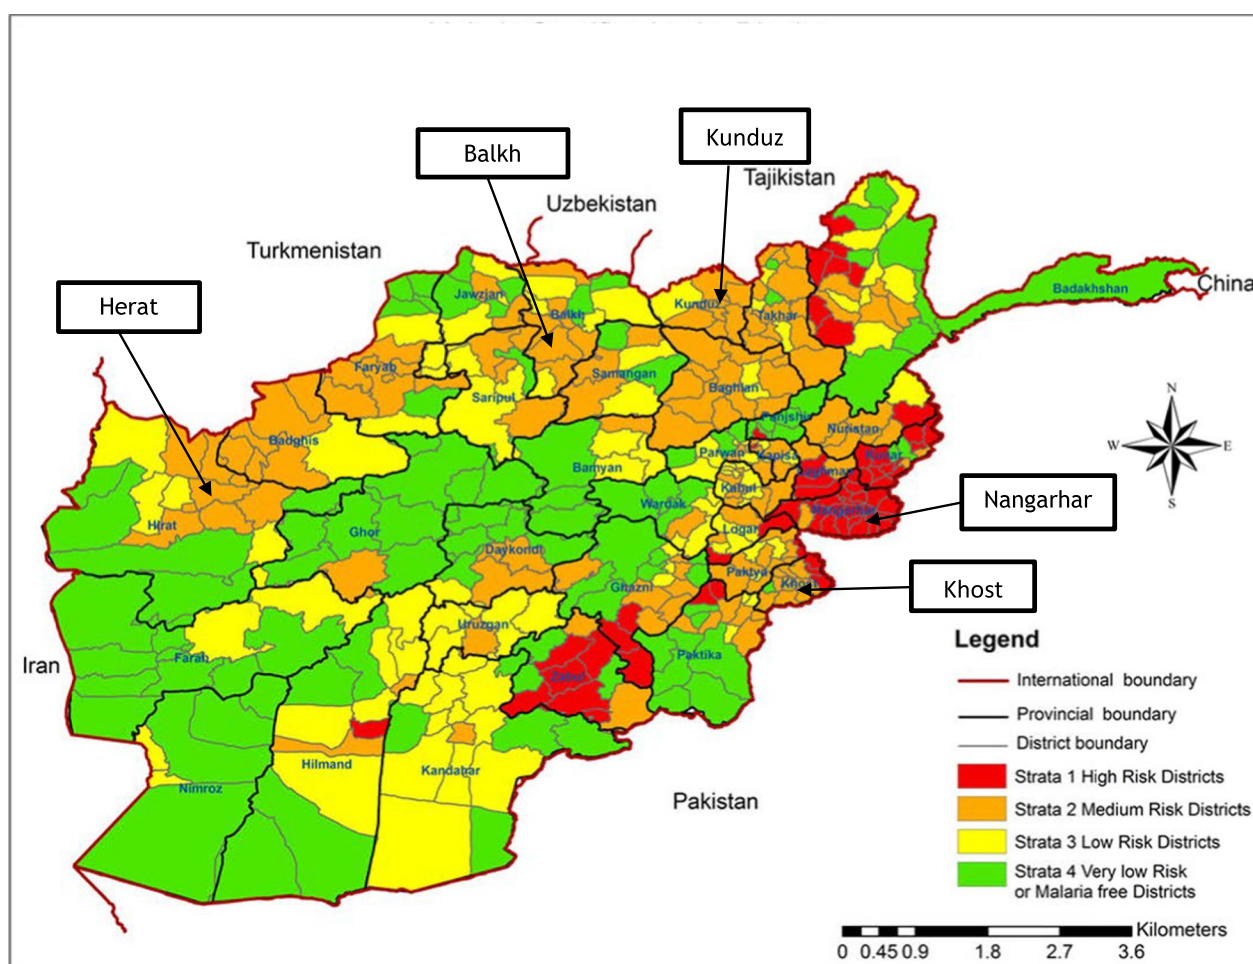 Kunduz
Balkh
Tajikistan
Uzbekistan
Turkmenistan
Herat
China
Badakhshan
Jawzjan
Kunduz
Balkh
Takhar
Faryab
Samangan
Saripul
Baghlan
Panjshir
Badghis
Nuristan
Parwan
Kapisa
Kunar
Bamyan
Laghman
Kabul
Wardak
Nangarhar
Nangarhar
Hirat
Ghor
Logar
Daykondi
Paktya
Khost
Ghazni
Khost
Uruzgan
Iran
Farah
Paktika
Zabul
Hilmand
Kandahar
Nimroz
Pakistan
N
W
E
S
Legend
International boundary
Provincial boundary
District boundary
Strata 1 High Risk Districts
Strata 2 Medium Risk Districts
Strata 3 Low Risk Districts
Strata 4 Very low Risk
or Malaria free Districts
Kilometers
0 0.45 0.9 1.8 2.7 3.6